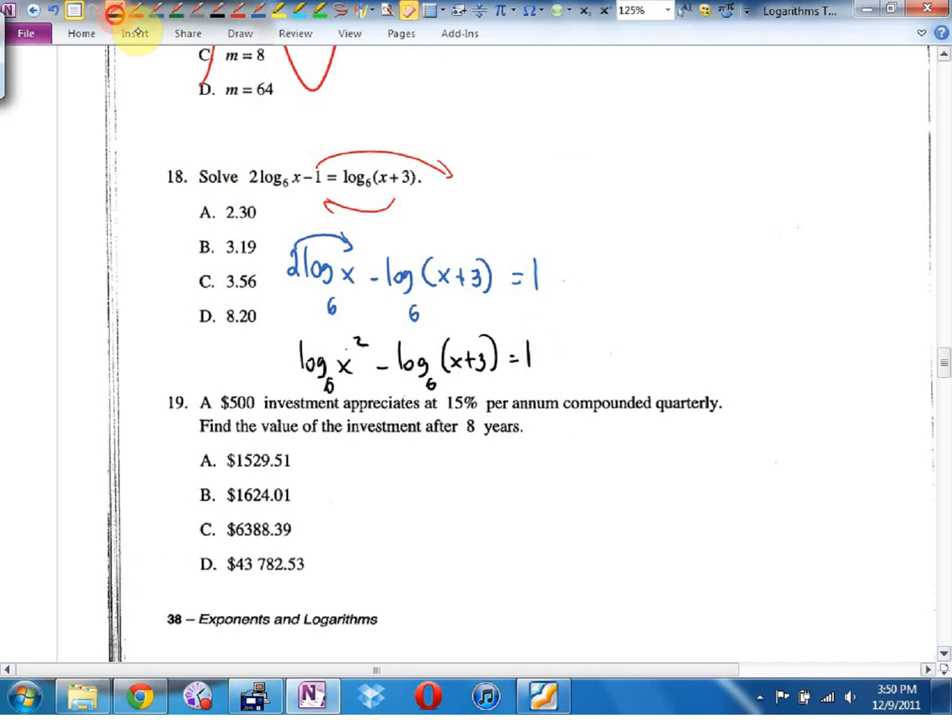 125%
Logarithms T...
File Home Insert Share Draw Review Pages Add-Ins
C. m = 8
D. m = 64
18. Solve 2log₆ x − 1 = log₆(x + 3).
A. 2.30
B. 3.19
C. 3.56
D. 8.20
2log₆ x − log₆(x+3) = 1
log₆ x² − log₆(x+3) = 1
19. A $500 investment appreciates at 15% per annum compounded quarterly.
Find the value of the investment after 8 years.
A. $1529.51
B. $1624.01
C. $6388.39
D. $43 782.53
38 – Exponents and Logarithms
3:50 PM
12/9/2011